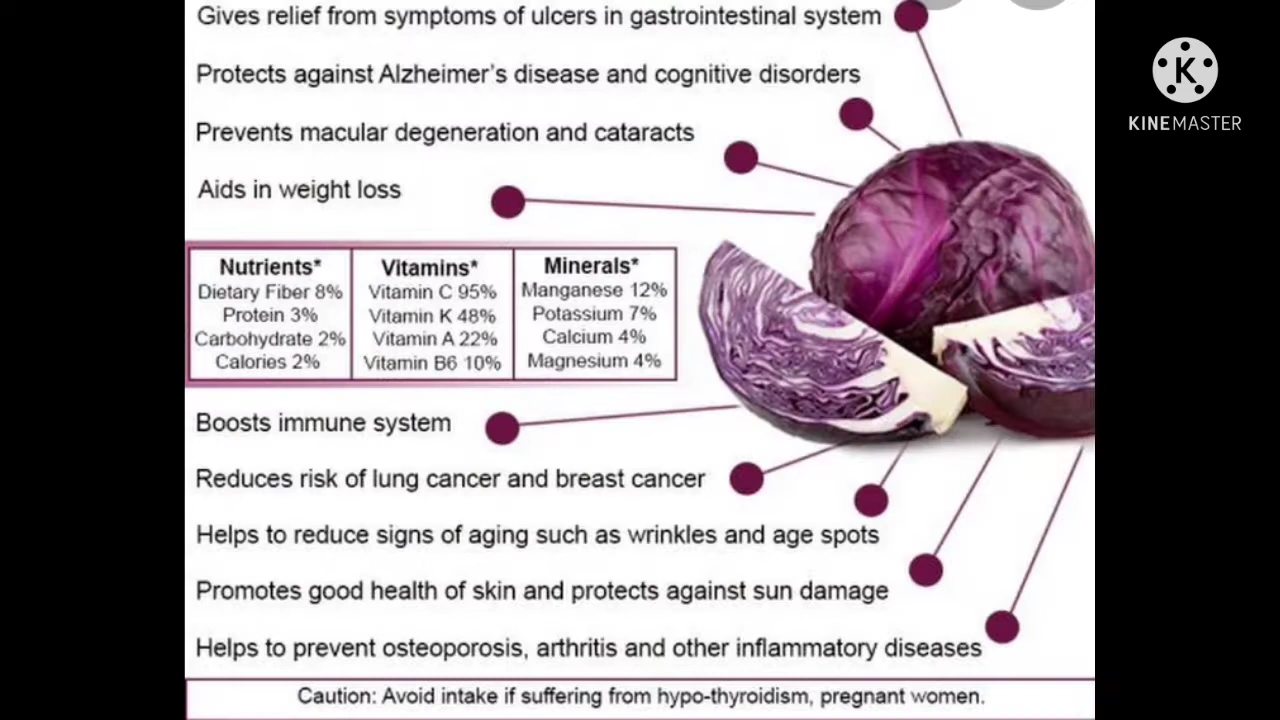 Gives relief from symptoms of ulcers in gastrointestinal system
KINEMASTER
Protects against Alzheimer's disease and cognitive disorders
Prevents macular degeneration and cataracts
Aids in weight loss
Nutrients*
Dietary Fiber 8%
Protein 3%
Carbohydrate 2%
Calories 2%
Vitamins*
Vitamin C 95%
Vitamin K 48%
Vitamin A 22%
Vitamin B6 10%
Minerals*
Manganese 12%
Potassium 7%
Calcium 4%
Magnesium 4%
Boosts immune system
Reduces risk of lung cancer and breast cancer
Helps to reduce signs of aging such as wrinkles and age spots
Promotes good health of skin and protects against sun damage
Helps to prevent osteoporosis, arthritis and other inflammatory diseases
Caution: Avoid intake if suffering from hypo-thyroidism, pregnant women.